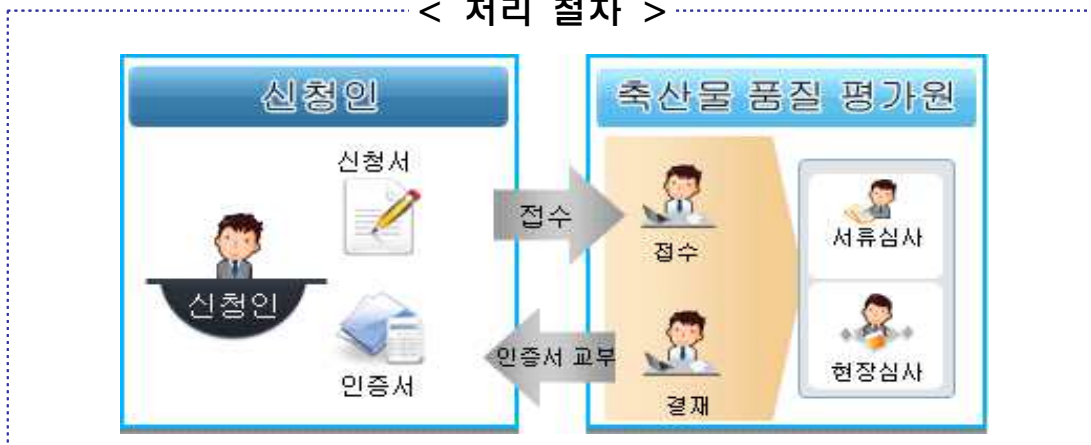 < 처리 절차 >
신청인
축산물 품질 평가원
신청서
신청인
인증서
접수
인증서 교부
접수
결재
서류심사
현장심사